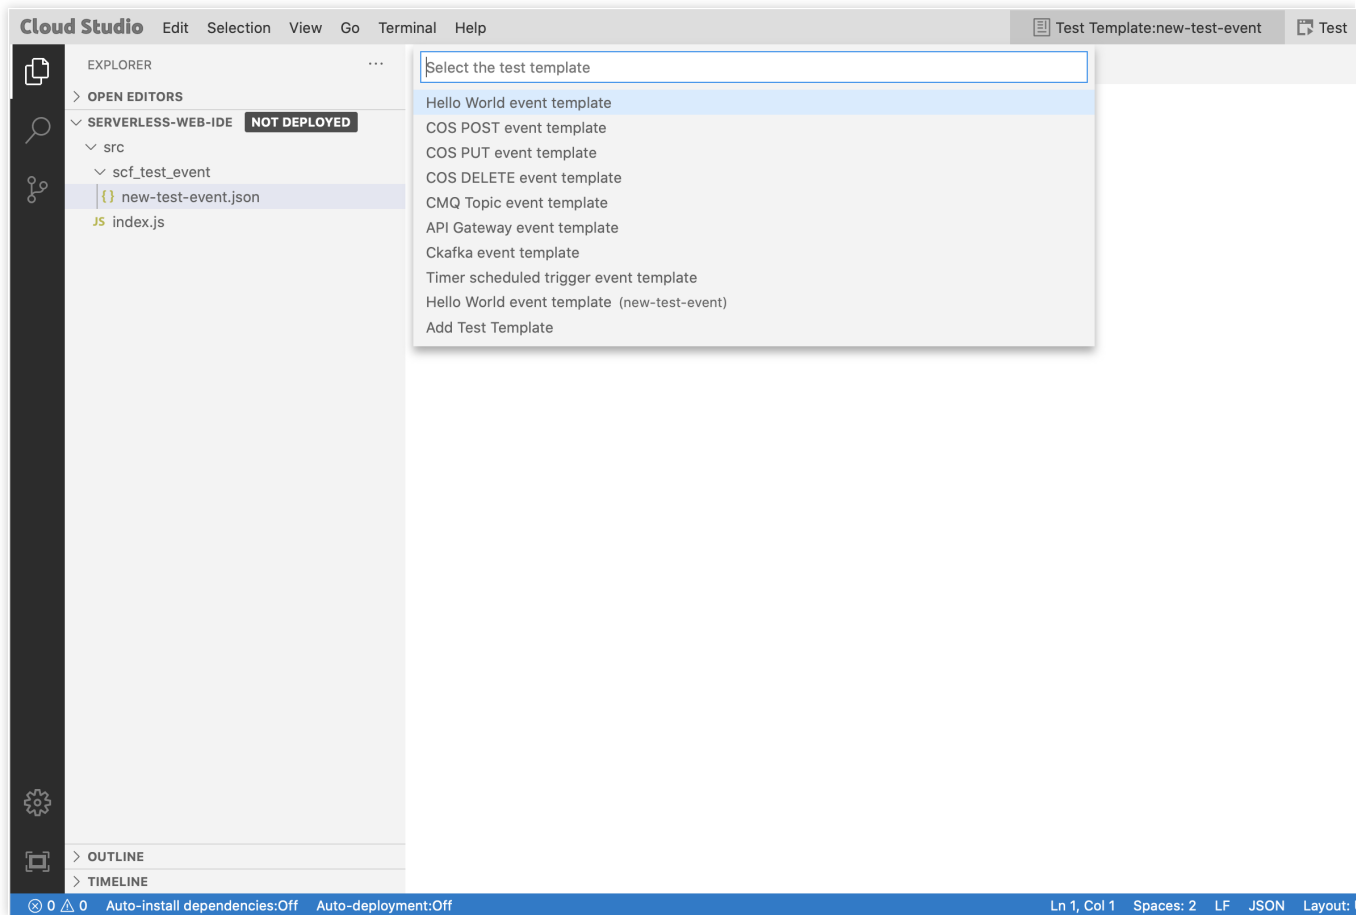 Cloud Studio Edit Selection View Go Terminal Help Test Template:new-test-event Test
EXPLORER ···
Select the test template
OPEN EDITORS
Hello World event template
SERVERLESS-WEB-IDE NOT DEPLOYED
COS POST event template
src
COS PUT event template
scf_test_event
COS DELETE event template
{} new-test-event.json
CMQ Topic event template
JS index.js
API Gateway event template
Ckafka event template
Timer scheduled trigger event template
Hello World event template (new-test-event)
Add Test Template
OUTLINE
TIMELINE
0 0 Auto-install dependencies:Off Auto-deployment:Off Ln 1, Col 1 Spaces: 2 LF JSON Layout: